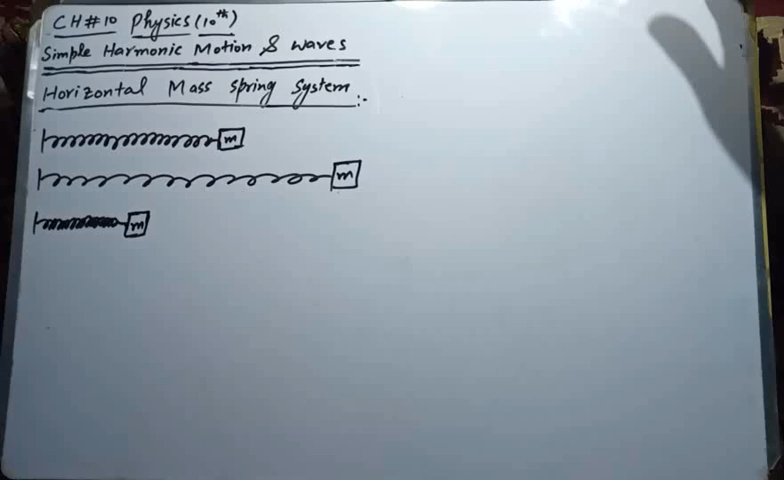 CH#10 Physics (10th)
Simple Harmonic Motion & waves
Horizontal Mass spring System:-
m
m
m